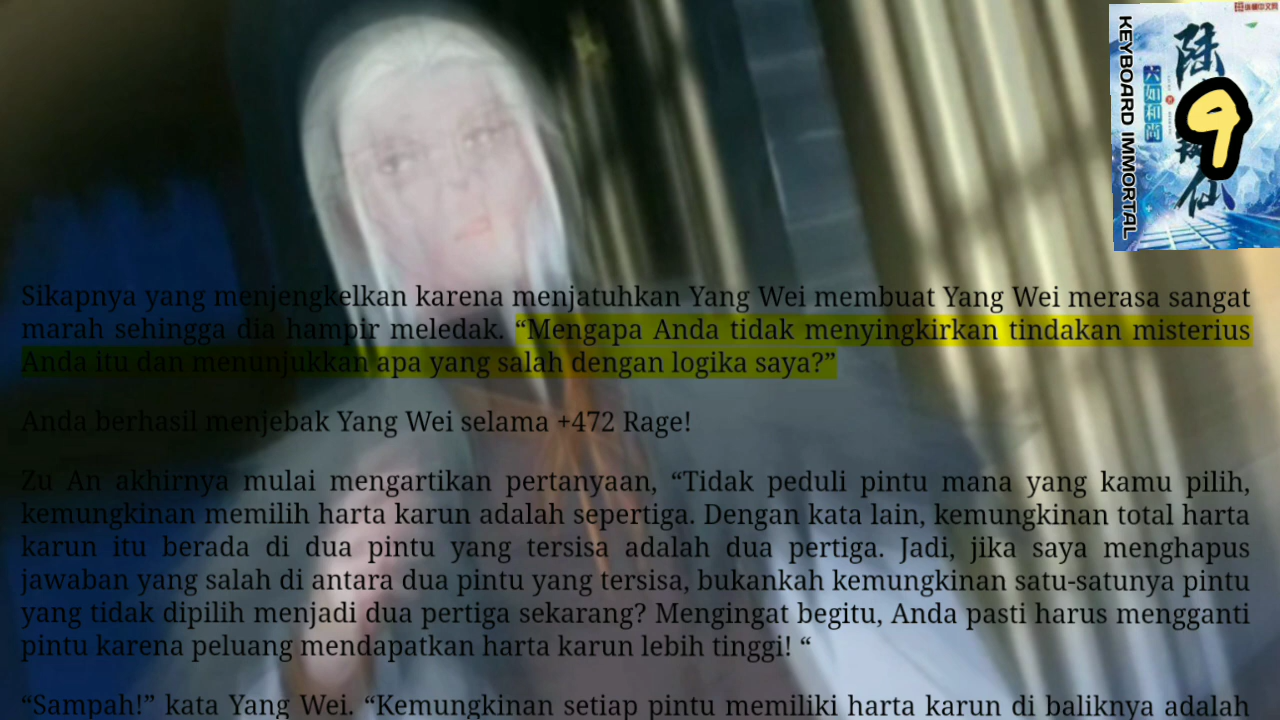 陆
仙
六如和尚
KEYBOARD IMMORTAL
9
Sikapnya yang menjengkelkan karena menjatuhkan Yang Wei membuat Yang Wei merasa sangat
marah sehingga dia hampir meledak. “Mengapa Anda tidak menyingkirkan tindakan misterius
Anda itu dan menunjukkan apa yang salah dengan logika saya?”
Anda berhasil menjebak Yang Wei selama +472 Rage!
Zu An akhirnya mulai mengartikan pertanyaan, “Tidak peduli pintu mana yang kamu pilih,
kemungkinan memilih harta karun adalah sepertiga. Dengan kata lain, kemungkinan total harta
karun itu berada di dua pintu yang tersisa adalah dua pertiga. Jadi, jika saya menghapus
jawaban yang salah di antara dua pintu yang tersisa, bukankah kemungkinan satu-satunya pintu
yang tidak dipilih menjadi dua pertiga sekarang? Mengingat begitu, Anda pasti harus mengganti
pintu karena peluang mendapatkan harta karun lebih tinggi! “
“Sampah!” kata Yang Wei. “Kemungkinan setiap pintu memiliki harta karun di baliknya adalah